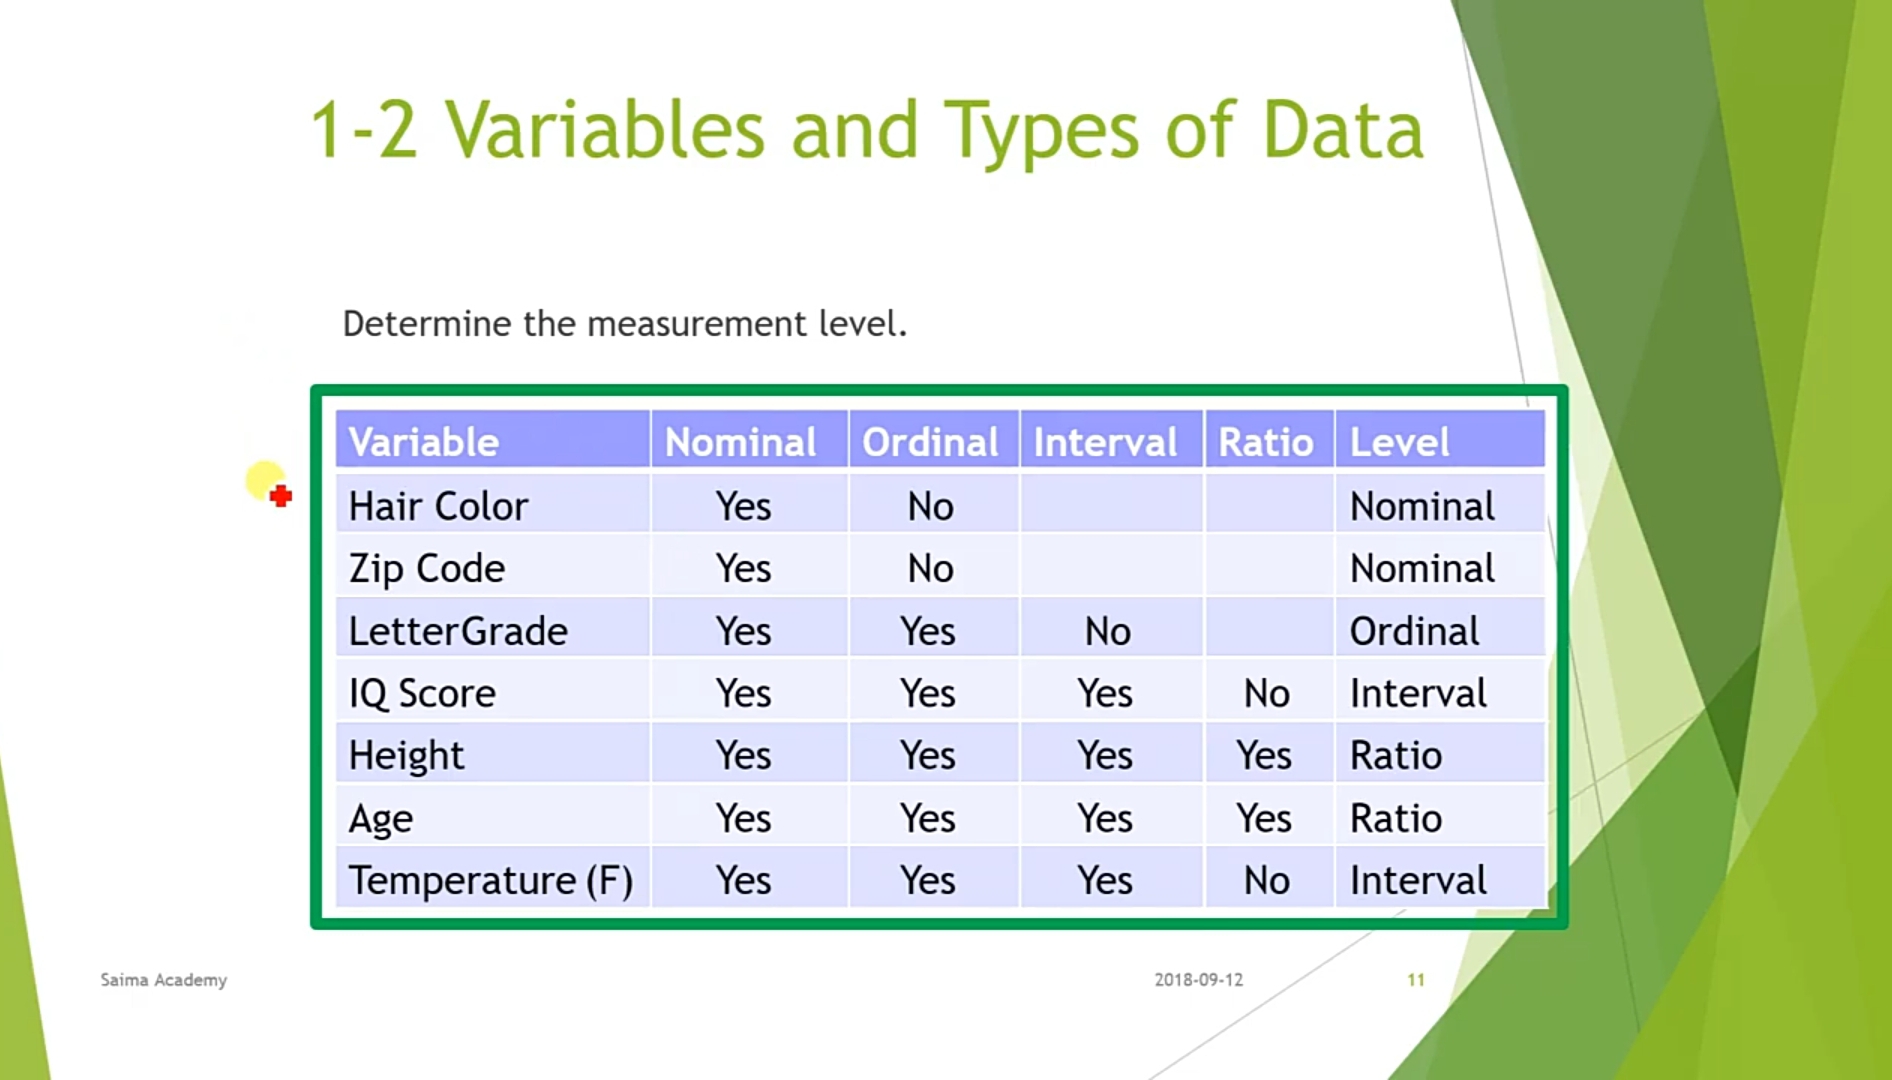 1-2 Variables and Types of Data
Determine the measurement level.
Variable Nominal Ordinal Interval Ratio Level
Hair Color Yes No Nominal
Zip Code Yes No Nominal
LetterGrade Yes Yes No Ordinal
IQ Score Yes Yes Yes No Interval
Height Yes Yes Yes Yes Ratio
Age Yes Yes Yes Yes Ratio
Temperature (F) Yes Yes Yes No Interval
Saima Academy 2018-09-12 11